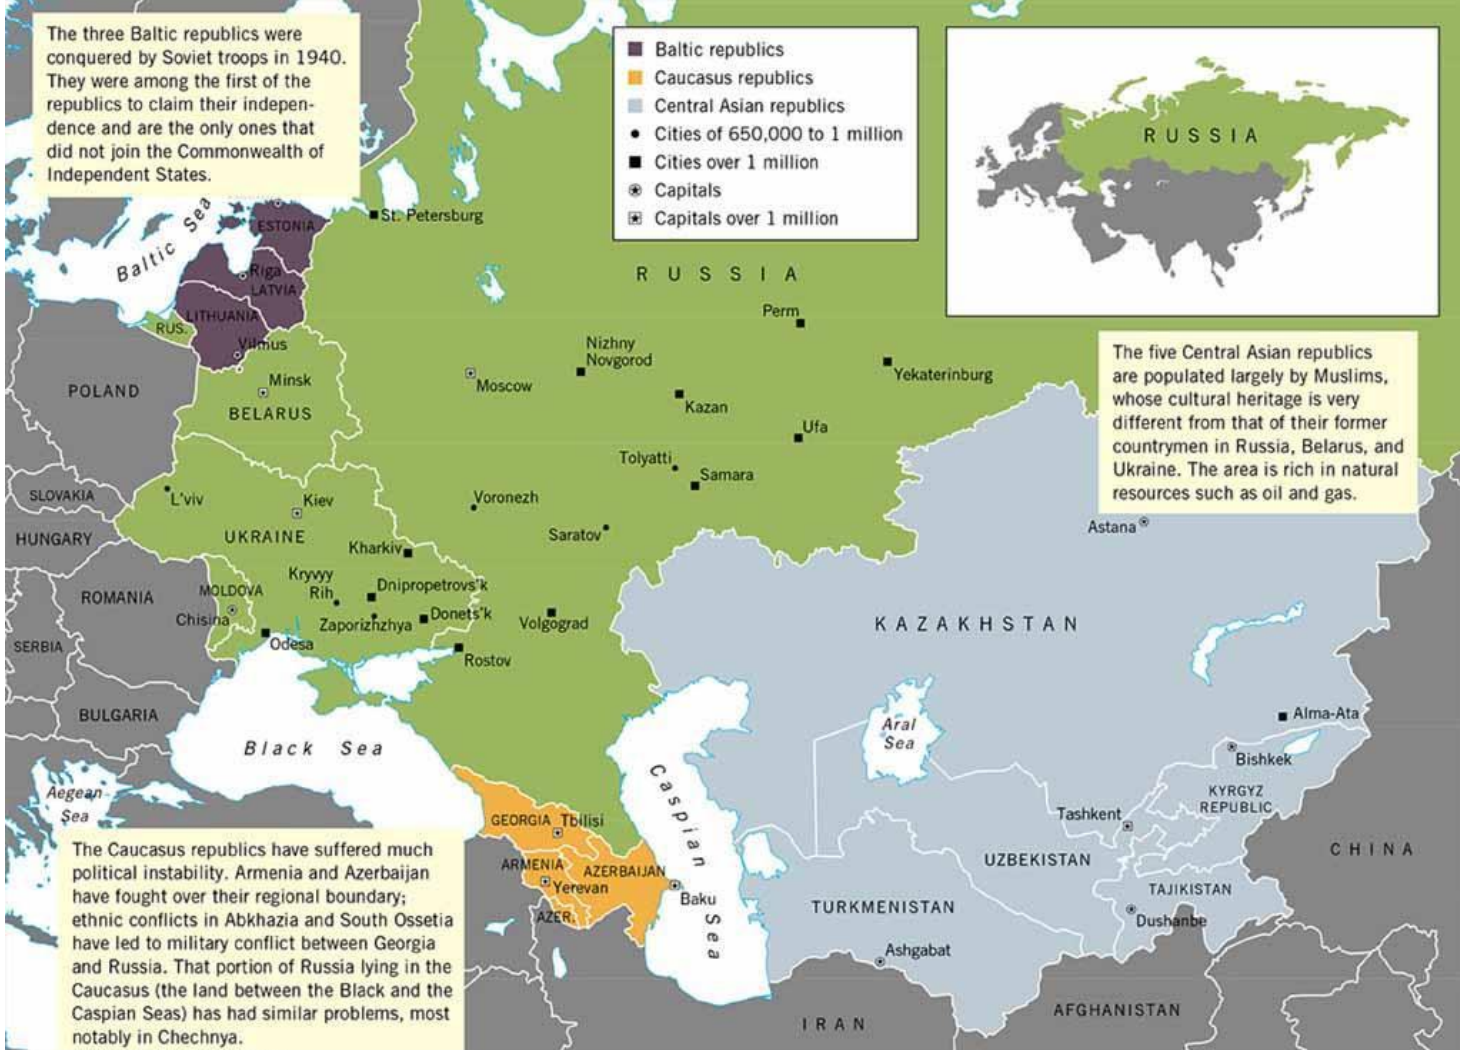 The three Baltic republics were
conquered by Soviet troops in 1940.
They were among the first of the
republics to claim their indepen-
dence and are the only ones that
did not join the Commonwealth of
Independent States.
Baltic republics
Caucasus republics
Central Asian republics
Cities of 650,000 to 1 million
Cities over 1 million
Capitals
Capitals over 1 million
RUSSIA
Baltic Sea
ESTONIA
St. Petersburg
Riga
LATVIA
LITHUANIA
RUS.
Vilnius
RUSSIA
Perm
Nizhny
Novgorod
Moscow
Yekaterinburg
Kazan
Ufa
Tolyatti
Samara
The five Central Asian republics
are populated largely by Muslims,
whose cultural heritage is very
different from that of their former
countrymen in Russia, Belarus, and
Ukraine. The area is rich in natural
resources such as oil and gas.
POLAND
Minsk
BELARUS
SLOVAKIA
L'viv
Kiev
Voronezh
Saratov
Astana
HUNGARY
UKRAINE
Kharkiv
ROMANIA
MOLDOVA
Chisina
Kryvyy
Rih
Dnipropetrovs'k
Zaporizhzhya
Donets'k
Volgograd
KAZAKHSTAN
SERBIA
Odesa
Rostov
BULGARIA
Black Sea
Aral
Sea
Alma-Ata
Bishkek
Aegean
Sea
Caspian Sea
KYRGYZ
REPUBLIC
Tashkent
GEORGIA
Tbilisi
ARMENIA
Yerevan
AZERBAIJAN
Baku
AZER.
UZBEKISTAN
CHINA
TAJIKISTAN
TURKMENISTAN
Dushanbe
Ashgabat
IRAN
AFGHANISTAN
The Caucasus republics have suffered much
political instability. Armenia and Azerbaijan
have fought over their regional boundary;
ethnic conflicts in Abkhazia and South Ossetia
have led to military conflict between Georgia
and Russia. That portion of Russia lying in the
Caucasus (the land between the Black and the
Caspian Seas) has had similar problems, most
notably in Chechnya.